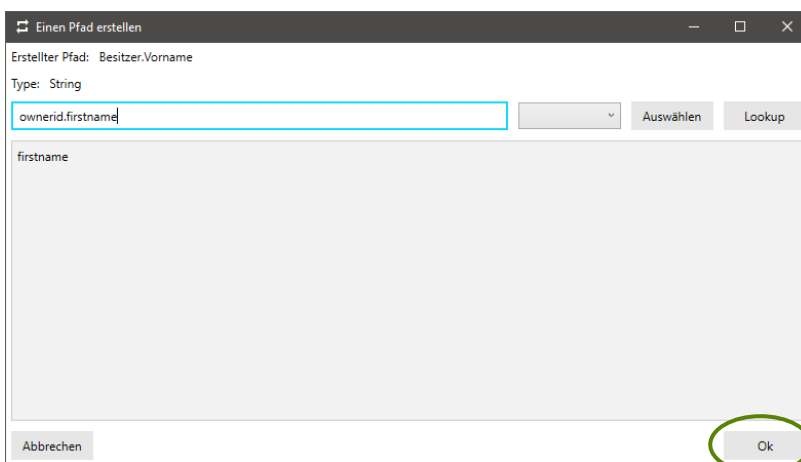 Einen Pfad erstellen
Erstellter Pfad: Besitzer.Vorname
Type: String
ownerid.firstname Auswählen Lookup
firstname
Abbrechen Ok